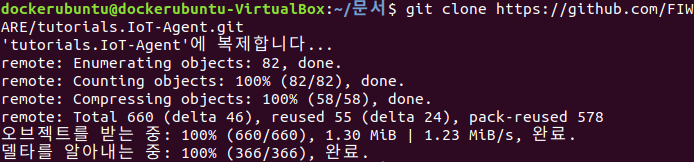 dockerubuntu@dockerubuntu-VirtualBox:~/문서$ git clone https://github.com/FIW
ARE/tutorials.IoT-Agent.git
'tutorials.IoT-Agent'에 복제합니다...
remote: Enumerating objects: 82, done.
remote: Counting objects: 100% (82/82), done.
remote: Compressing objects: 100% (58/58), done.
remote: Total 660 (delta 46), reused 55 (delta 24), pack-reused 578
오브젝트를 받는 중: 100% (660/660), 1.30 MiB | 1.23 MiB/s, 완료.
델타를 알아내는 중: 100% (366/366), 완료.